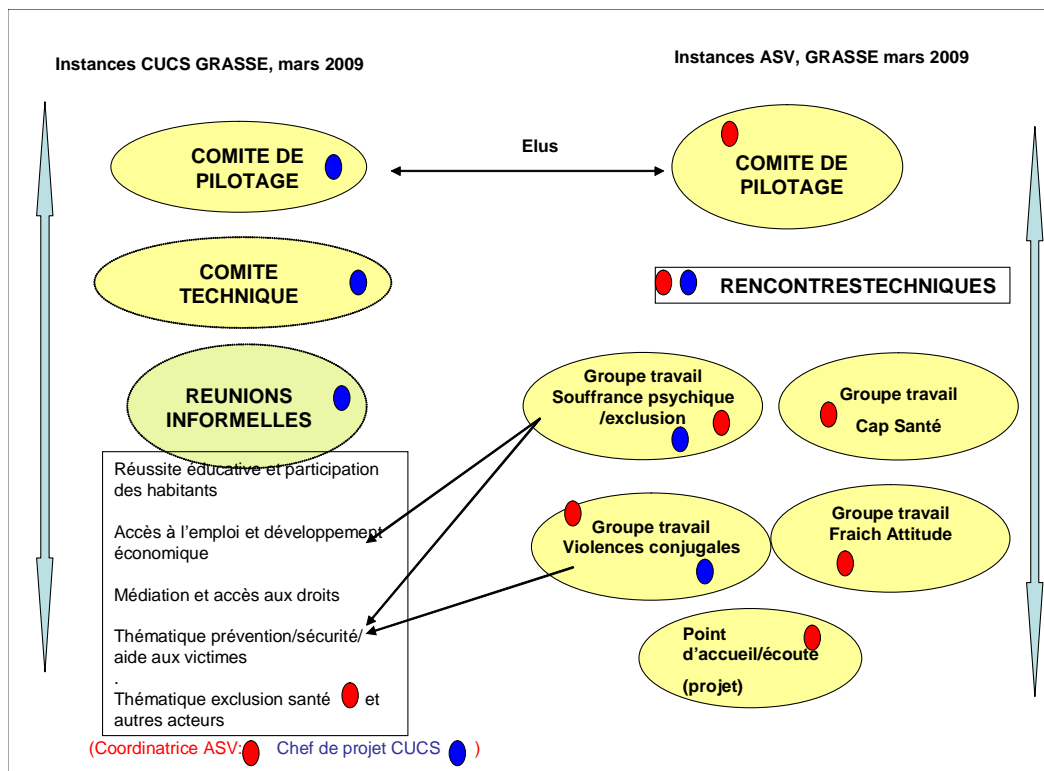 Instances CUCS GRASSE, mars 2009
COMITE DE
PILOTAGE
COMITE
TECHNIQUE
REUNIONS
INFORMELLES
Réussite éducative et participation
des habitants
Accès à l'emploi et développement
économique
Médiation et accès aux droits
Thématique prévention/sécurité/
aide aux victimes
.
Thématique exclusion santé et
autres acteurs
(Coordinatrice ASV: Chef de projet CUCS )
Elus
Instances ASV, GRASSE mars 2009
COMITE DE
PILOTAGE
RENCONTRESTECHNIQUES
Groupe travail
Souffrance psychique
/exclusion
Groupe travail
Cap Santé
Groupe travail
Violences conjugales
Groupe travail
Fraich Attitude
Point
d'accueil/écoute
(projet)